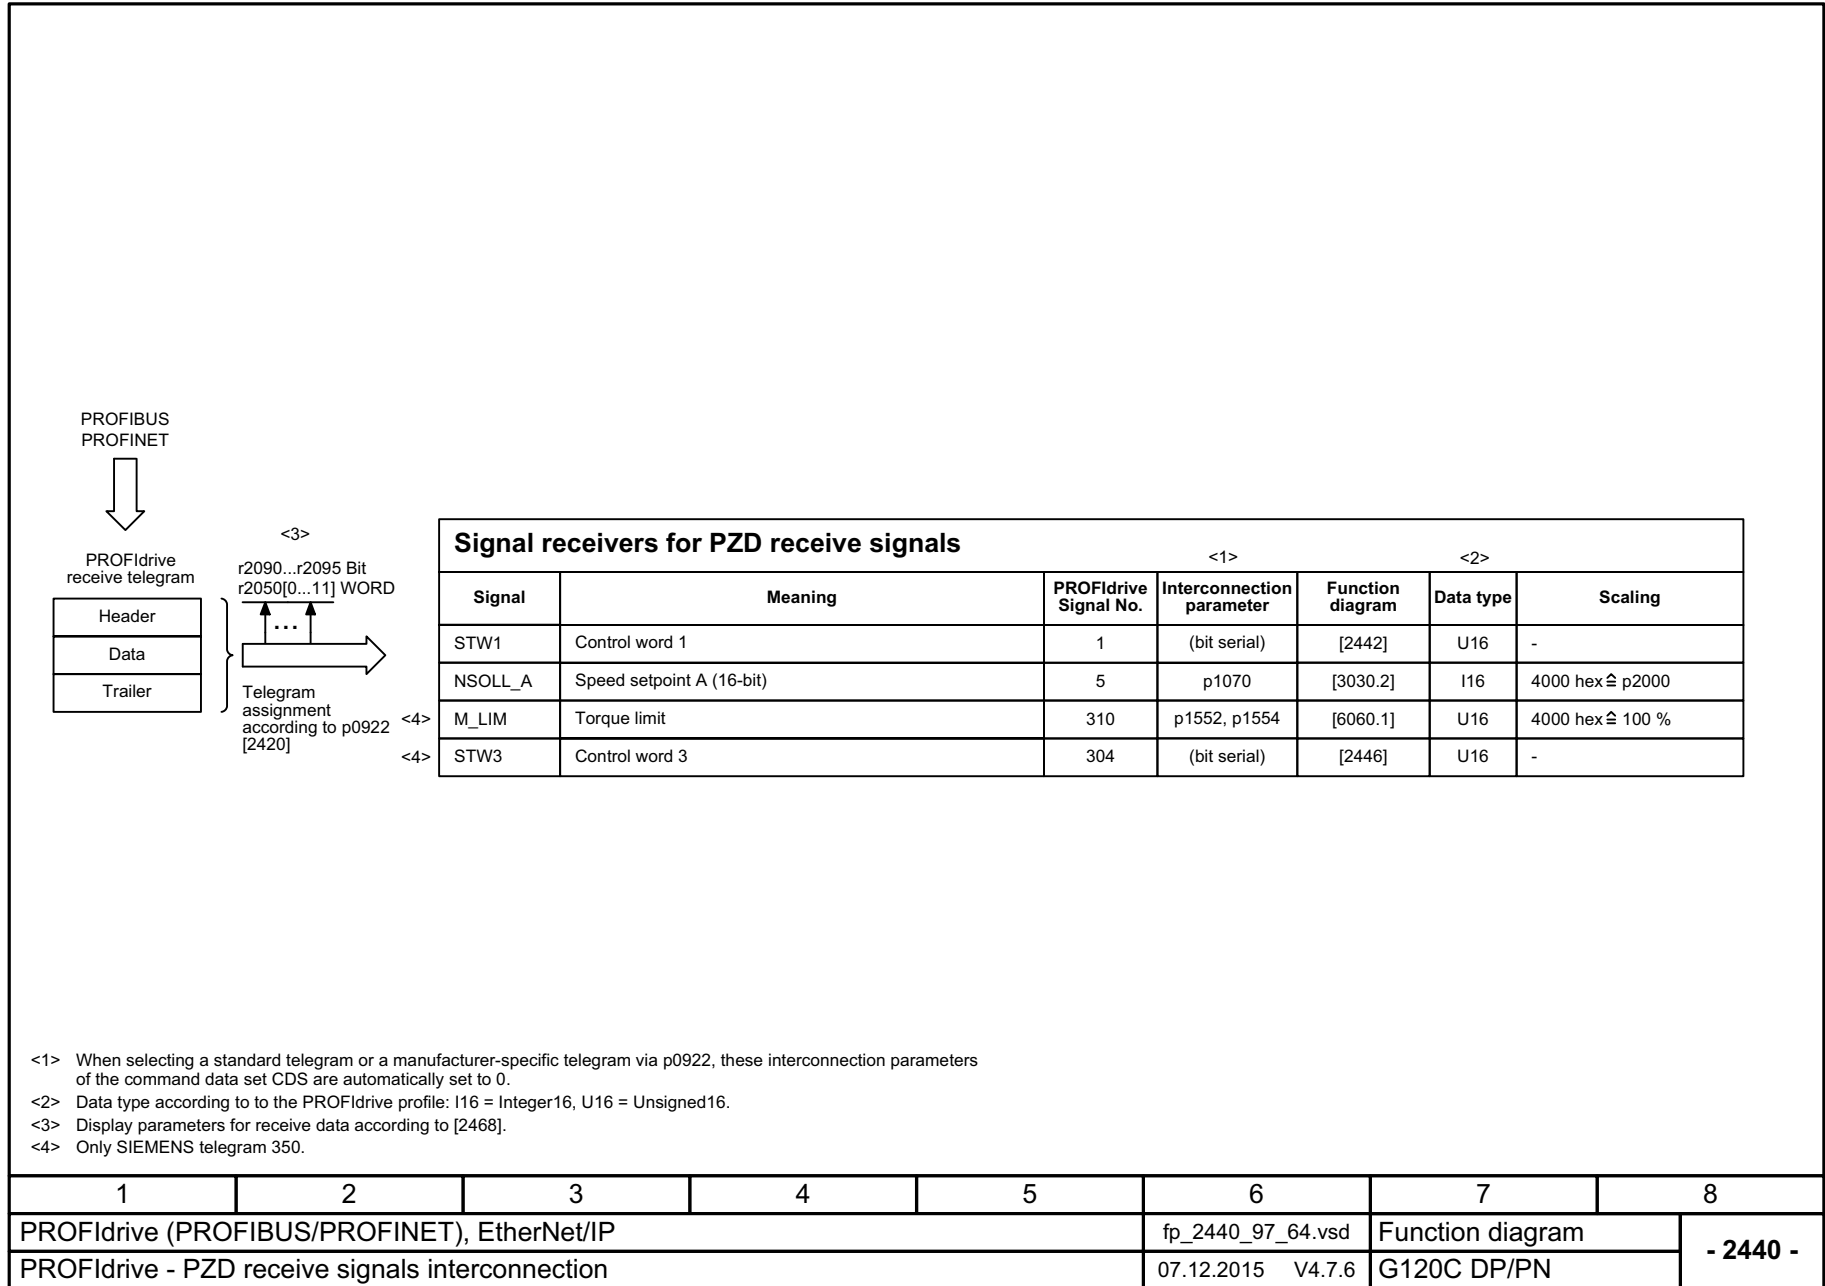 PROFIBUS
PROFINET
PROFIdrive
receive telegram
Header
Data
Trailer
<3>
r2090...r2095 Bit
r2050[0...11] WORD
...
Telegram
assignment
according to p0922
[2420]
Signal receivers for PZD receive signals <1> <2>
Signal Meaning PROFIdrive Signal No. Interconnection parameter Function diagram Data type Scaling
STW1 Control word 1 1 (bit serial) [2442] U16 -
NSOLL_A Speed setpoint A (16-bit) 5 p1070 [3030.2] I16 4000 hex ≙ p2000
<4> M_LIM Torque limit 310 p1552, p1554 [6060.1] U16 4000 hex ≙ 100 %
<4> STW3 Control word 3 304 (bit serial) [2446] U16 -
<1> When selecting a standard telegram or a manufacturer-specific telegram via p0922, these interconnection parameters
of the command data set CDS are automatically set to 0.
<2> Data type according to to the PROFIdrive profile: I16 = Integer16, U16 = Unsigned16.
<3> Display parameters for receive data according to [2468].
<4> Only SIEMENS telegram 350.
1 2 3 4 5 6 7 8
PROFIdrive (PROFIBUS/PROFINET), EtherNet/IP fp_2440_97_64.vsd Function diagram - 2440 -
PROFIdrive - PZD receive signals interconnection 07.12.2015 V4.7.6 G120C DP/PN